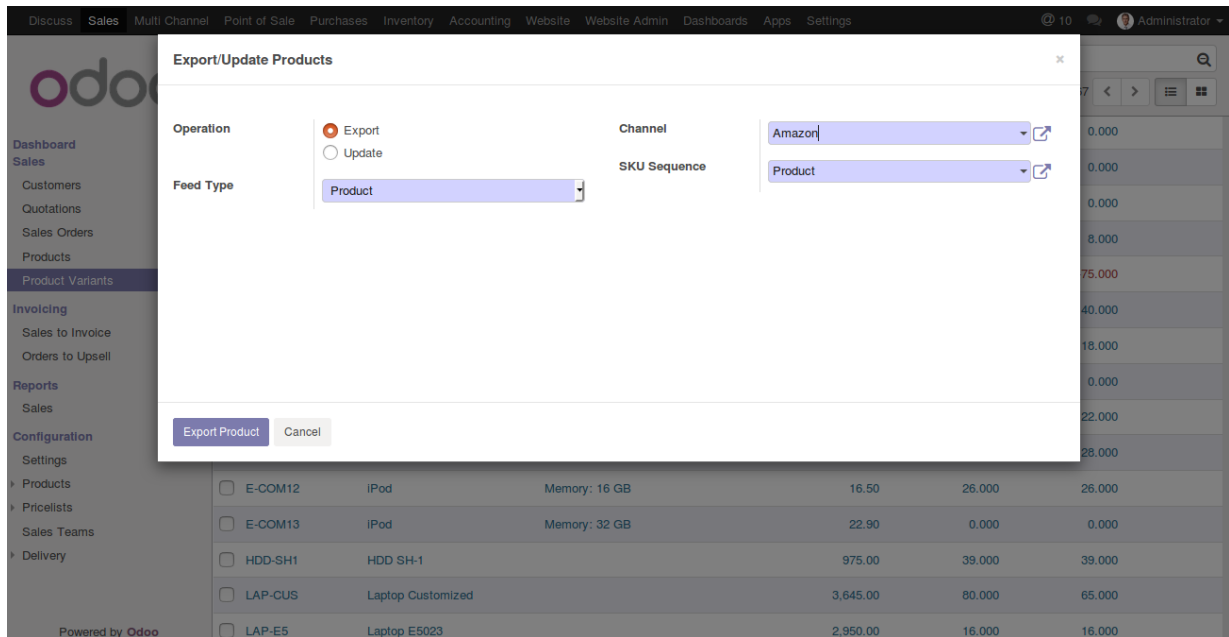 Discuss Sales Multi Channel Point of Sale Purchases Inventory Accounting Website Website Admin Dashboards Apps Settings @ 10 Administrator
odoo
Export/Update Products ×
Operation
Export
Update
Feed Type
Product
Channel
Amazon
SKU Sequence
Product
Export Product Cancel
Dashboard
Sales
Customers
Quotations
Sales Orders
Products
Product Variants
Invoicing
Sales to Invoice
Orders to Upsell
Reports
Sales
Configuration
Settings
Products
Pricelists
Sales Teams
Delivery
Powered by Odoo
0.000
0.000
0.000
8.000
75.000
40.000
18.000
0.000
22.000
28.000
E-COM12 iPod Memory: 16 GB 16.50 26.000 26.000
E-COM13 iPod Memory: 32 GB 22.90 0.000 0.000
HDD-SH1 HDD SH-1 975.00 39.000 39.000
LAP-CUS Laptop Customized 3,645.00 80.000 65.000
LAP-E5 Laptop E5023 2,950.00 16.000 16.000